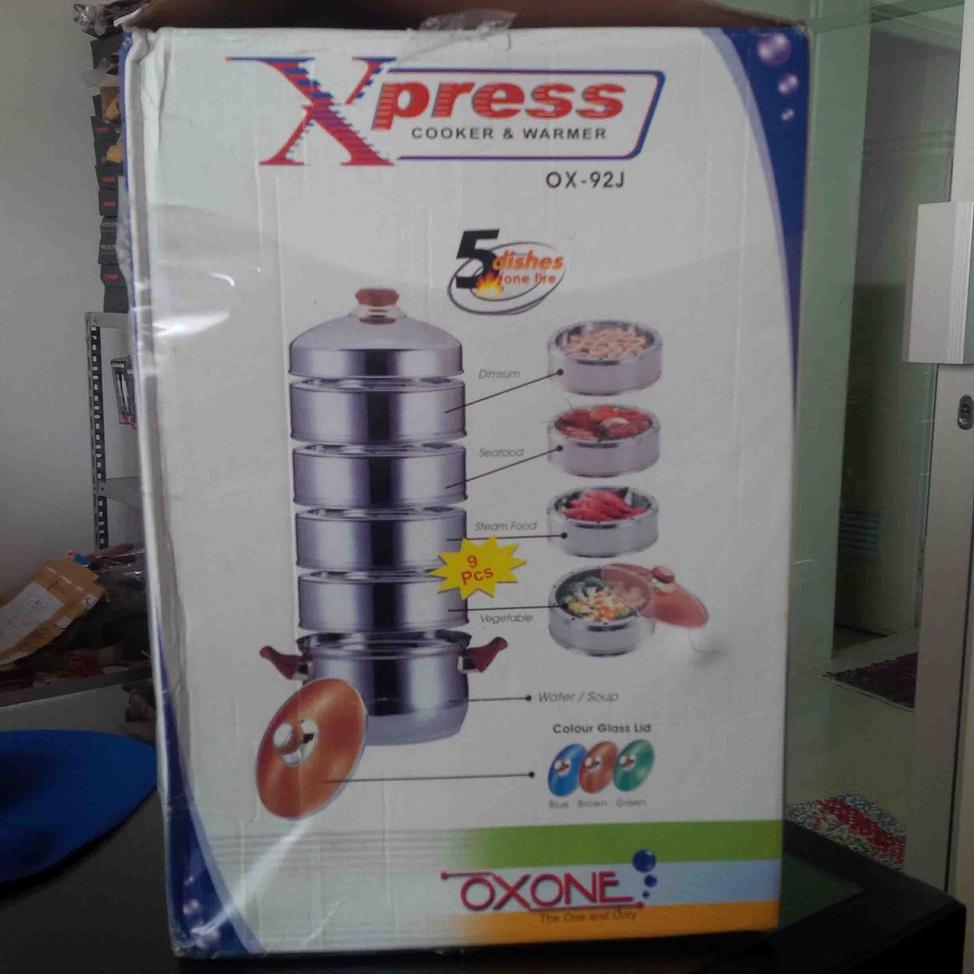 Xpress
COOKER & WARMER
OX-92J
5 dishes
one fire
Dimsum
Seafood
Steam Food
9
Pcs
Vegetable
Water / Soup
Colour Glass Lid
Blue Brown Green
OXONE
The One and Only